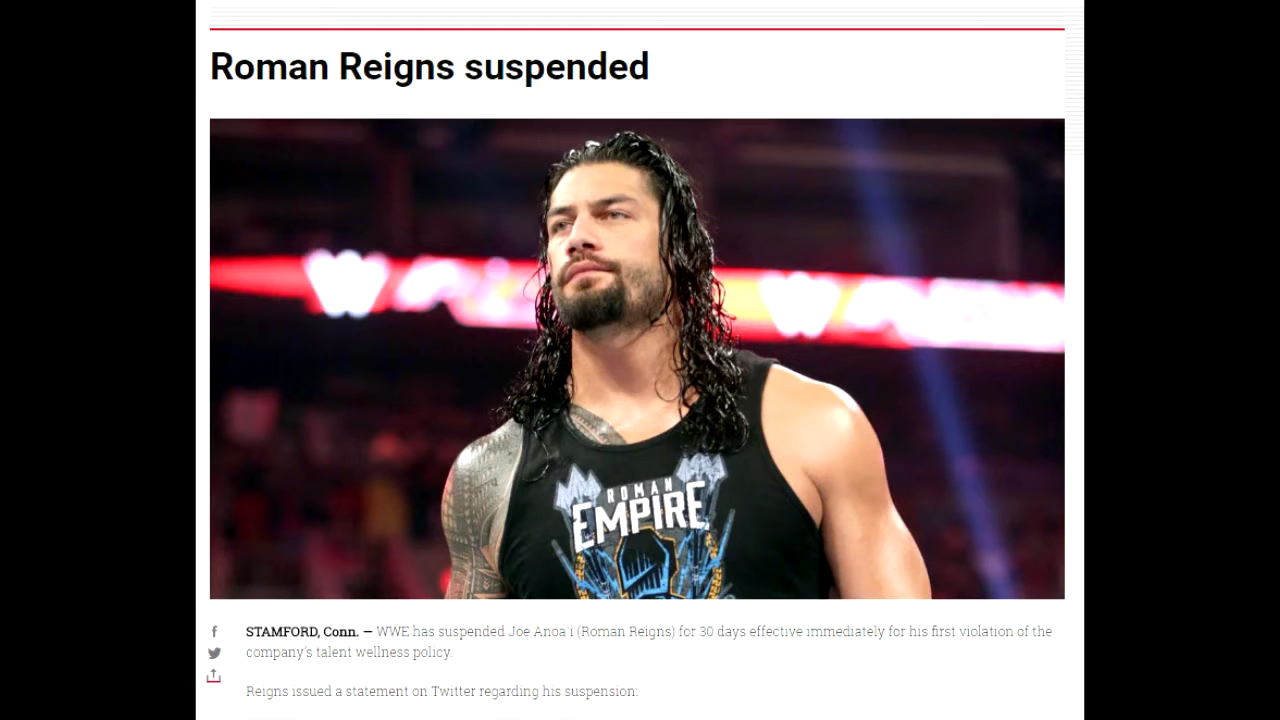 Roman Reigns suspended
W
W
ROMAN
EMPIRE
STAMFORD, Conn. — WWE has suspended Joe Anoa'i (Roman Reigns) for 30 days effective immediately for his first violation of the
company's talent wellness policy.
Reigns issued a statement on Twitter regarding his suspension: